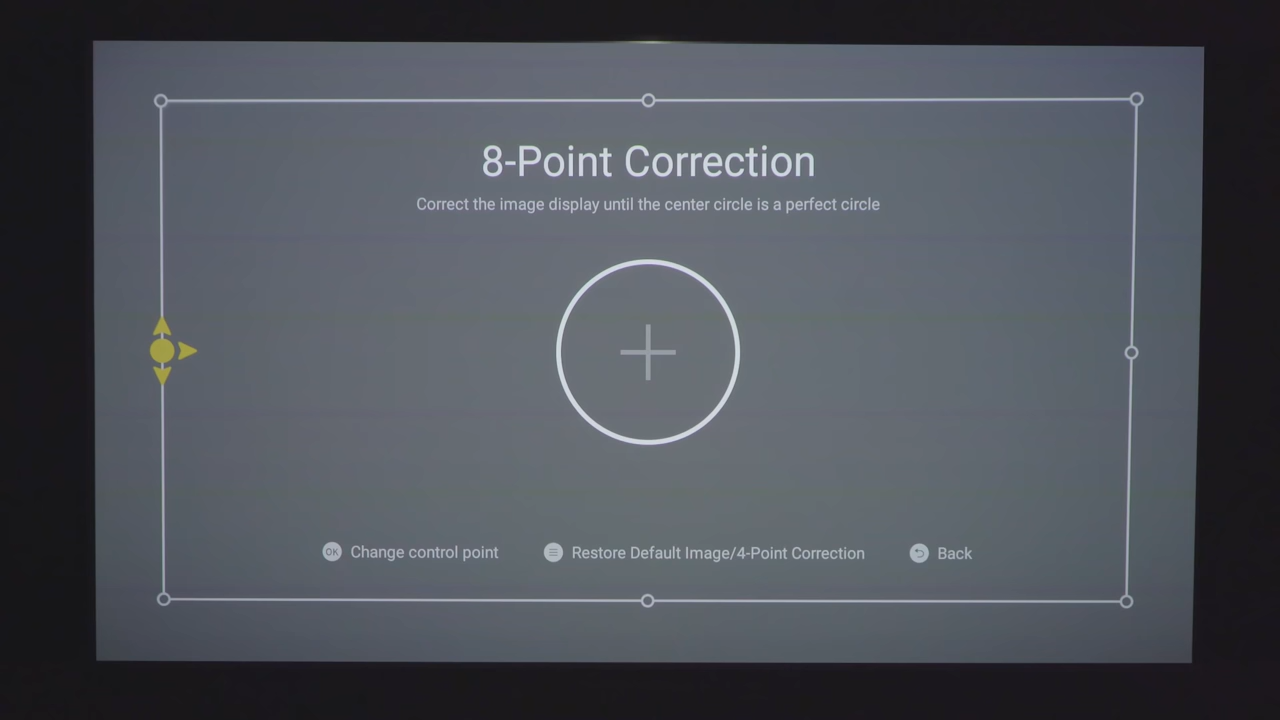 8-Point Correction
Correct the image display until the center circle is a perfect circle
OK Change control point Restore Default Image/4-Point Correction Back